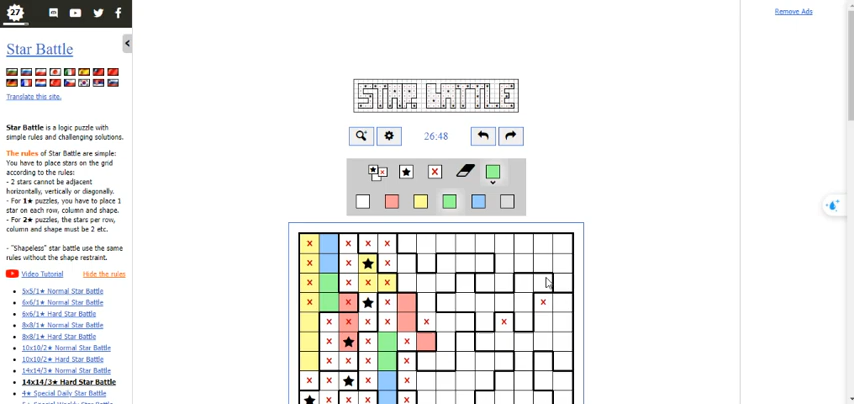 27
Remove Ads
Star Battle
Translate this site.
STAR BATTLE
26:48
Star Battle is a logic puzzle with
simple rules and challenging solutions.
The rules of Star Battle are simple:
You have to place stars on the grid
according to the rules:
- 2 stars cannot be adjacent
horizontally, vertically or diagonally.
- For 1★ puzzles, you have to place 1
star on each row, column and shape.
- For 2★ puzzles, the stars per row,
column and shape must be 2 etc.
- "Shapeless" star battle use the same
rules without the shape restraint.
Video Tutorial Hide the rules
5x5/1★ Normal Star Battle
6x6/1★ Normal Star Battle
6x6/1★ Hard Star Battle
8x8/1★ Normal Star Battle
8x8/1★ Hard Star Battle
10x10/2★ Normal Star Battle
10x10/2★ Hard Star Battle
14x14/3★ Normal Star Battle
14x14/3★ Hard Star Battle
4★ Special Daily Star Battle